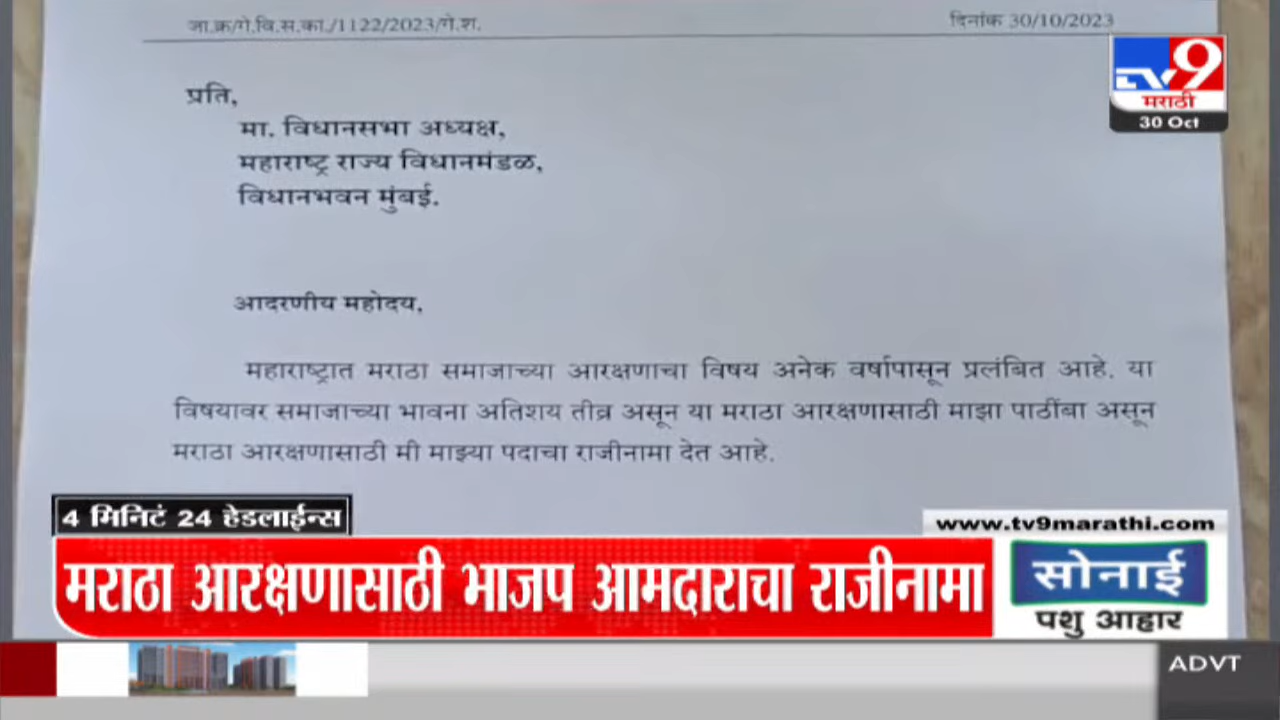 जा.क्र/गे.वि.स.का./1122/2023/गे.श.
दिनांक 30/10/2023
TV9
मराठी
30 Oct
प्रति,
मा. विधानसभा अध्यक्ष,
महाराष्ट्र राज्य विधानमंडळ,
विधानभवन मुंबई.
आदरणीय महोदय,
महाराष्ट्रात मराठा समाजाच्या आरक्षणाचा विषय अनेक वर्षापासून प्रलंबित आहे. या
विषयावर समाजाच्या भावना अतिशय तीव्र असून या मराठा आरक्षणासाठी माझा पाठींबा असून
मराठा आरक्षणासाठी मी माझ्या पदाचा राजीनामा देत आहे.
4 मिनिटं 24 हेडलाईन्स
www.tv9marathi.com
मराठा आरक्षणासाठी भाजप आमदाराचा राजीनामा
सोनाई
पशु आहार
ADVT